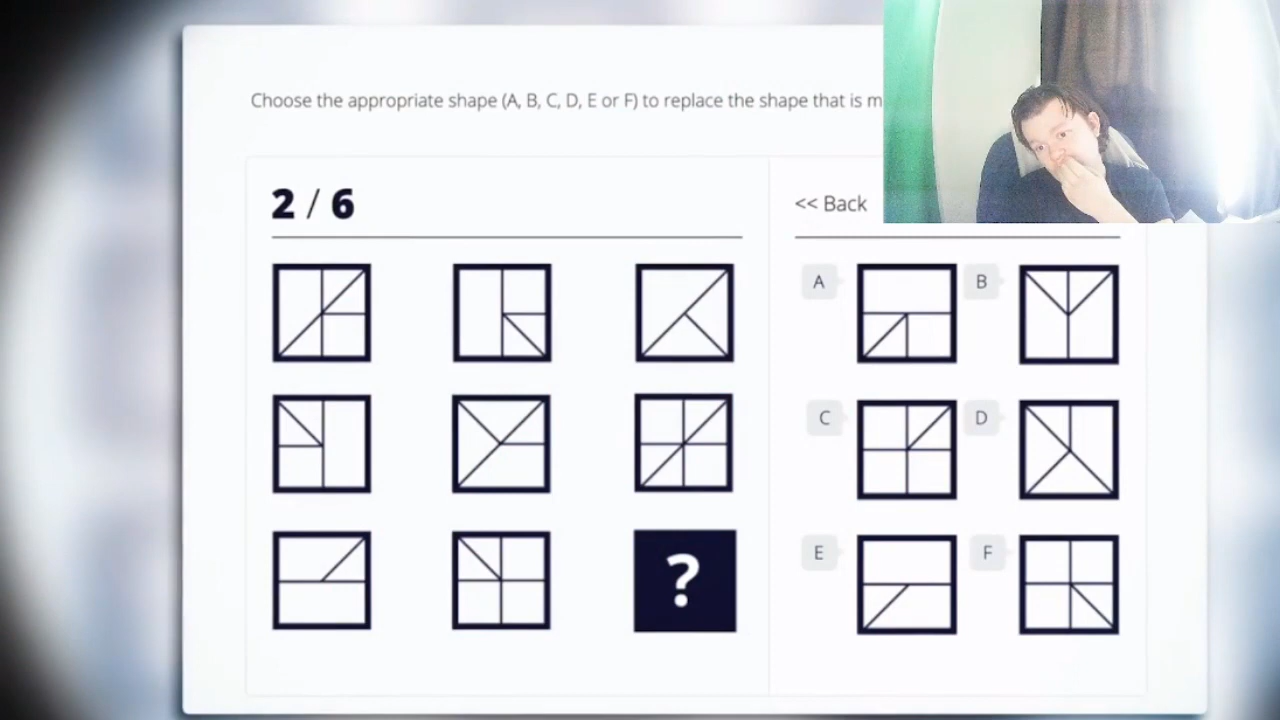 Choose the appropriate shape (A, B, C, D, E or F) to replace the shape that is
2 / 6
<< Back
A
B
C
D
E
F
?